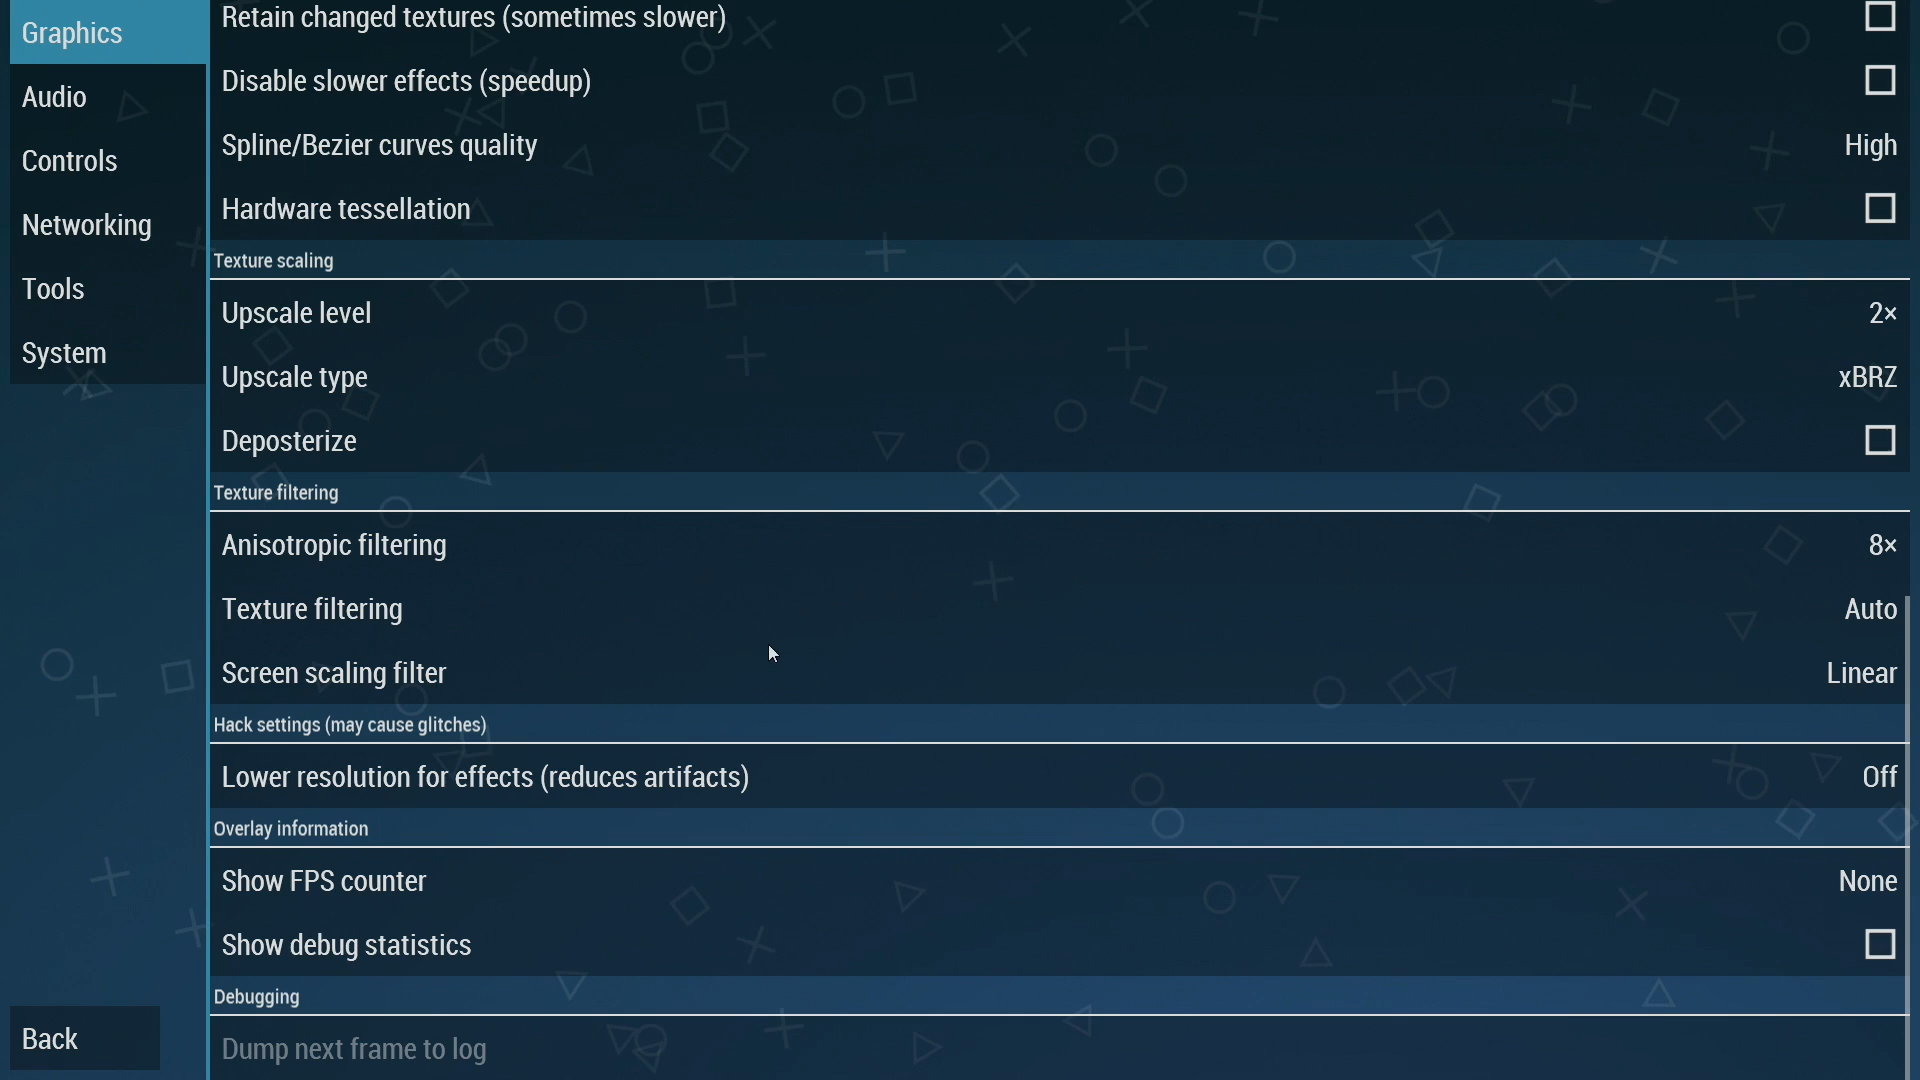 Graphics
Audio
Controls
Networking
Tools
System
Back
Retain changed textures (sometimes slower)
Disable slower effects (speedup)
Spline/Bezier curves quality High
Hardware tessellation
Texture scaling
Upscale level 2×
Upscale type xBRZ
Deposterize
Texture filtering
Anisotropic filtering 8×
Texture filtering Auto
Screen scaling filter Linear
Hack settings (may cause glitches)
Lower resolution for effects (reduces artifacts) Off
Overlay information
Show FPS counter None
Show debug statistics
Debugging
Dump next frame to log